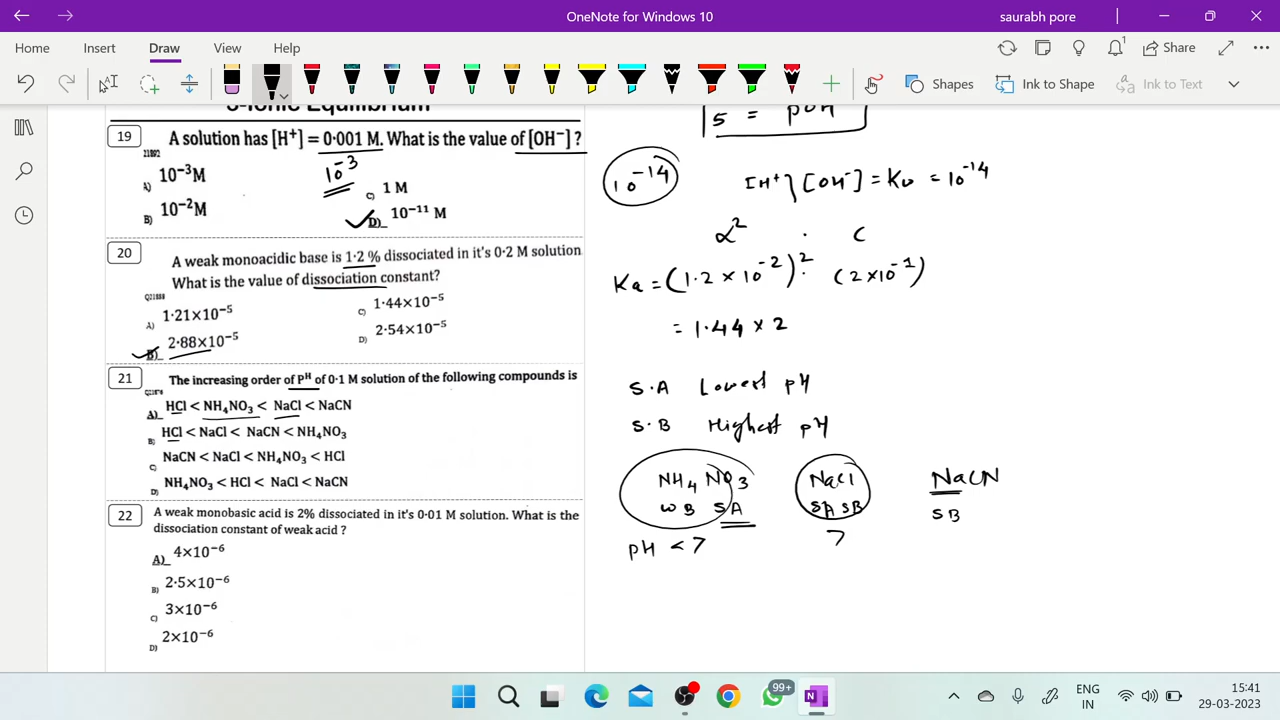 OneNote for Windows 10
saurabh pore
Home Insert Draw View Help
Share
Shapes
Ink to Shape
Ink to Text
3-Ionic Equilibrium
19 A solution has [H⁺] = 0·001 M. What is the value of [OH⁻] ?
21892
A) 10⁻³M
10⁻³
C) 1 M
B) 10⁻²M
D) 10⁻¹¹ M
20 A weak monoacidic base is 1·2 % dissociated in it's 0·2 M solution.
What is the value of dissociation constant?
A) 1·21×10⁻⁵
C) 1·44×10⁻⁵
B) 2·88×10⁻⁵
D) 2·54×10⁻⁵
21 The increasing order of Pᴴ of 0·1 M solution of the following compounds is
A) HCl < NH₄NO₃ < NaCl < NaCN
B) HCl < NaCl < NaCN < NH₄NO₃
C) NaCN < NaCl < NH₄NO₃ < HCl
D) NH₄NO₃ < HCl < NaCl < NaCN
22 A weak monobasic acid is 2% dissociated in it's 0·01 M solution. What is the
dissociation constant of weak acid ?
A) 4×10⁻⁶
B) 2·5×10⁻⁶
C) 3×10⁻⁶
D) 2×10⁻⁶
5 = pOH
10⁻¹⁴
[H⁺] [OH⁻] = Kw = 10⁻¹⁴
α² · C
Ka = (1.2 × 10⁻²)² · (2×10⁻¹)
= 1.44 × 2
S.A Lowest pH
S.B Highest pH
NH₄ NO₃ NaCl NaCN
WB SA SA SB SB
pH < 7 7
99+
ENG
IN
15:41
29-03-2023